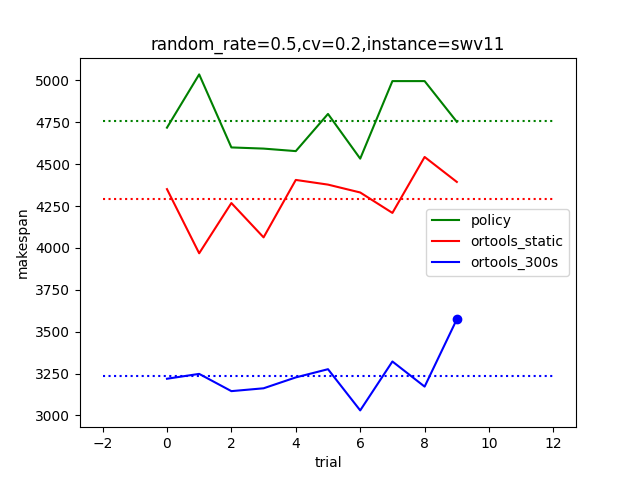 random_rate=0.5,cv=0.2,instance=swv11
makespan
5000
4750
4500
4250
4000
3750
3500
3250
3000
policy
ortools_static
ortools_300s
−2 0 2 4 6 8 10 12
trial